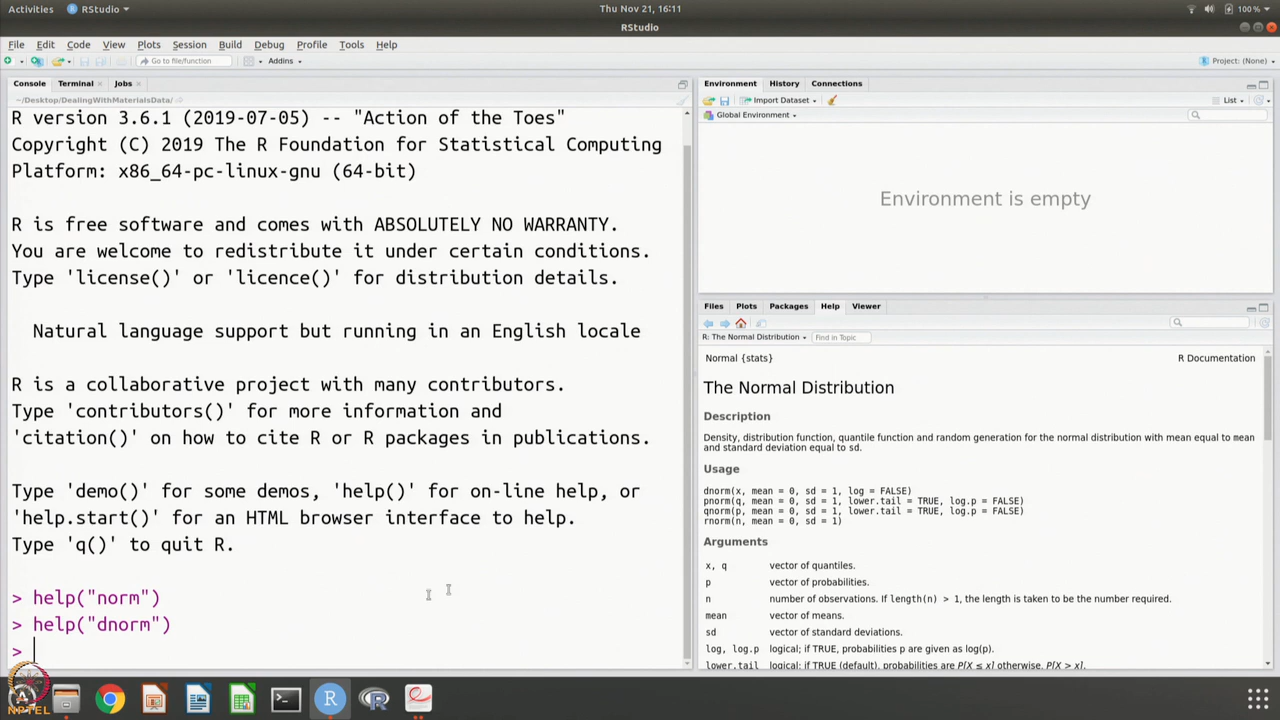 Activities RStudio Thu Nov 21, 16:11 100%
RStudio
File Edit Code View Plots Session Build Debug Profile Tools Help
Go to file/function Addins Project: (None)
Console Terminal Jobs
~/Desktop/DealingWithMaterialsData/
R version 3.6.1 (2019-07-05) -- "Action of the Toes"
Copyright (C) 2019 The R Foundation for Statistical Computing
Platform: x86_64-pc-linux-gnu (64-bit)
R is free software and comes with ABSOLUTELY NO WARRANTY.
You are welcome to redistribute it under certain conditions.
Type 'license()' or 'licence()' for distribution details.
Natural language support but running in an English locale
R is a collaborative project with many contributors.
Type 'contributors()' for more information and
'citation()' on how to cite R or R packages in publications.
Type 'demo()' for some demos, 'help()' for on-line help, or
'help.start()' for an HTML browser interface to help.
Type 'q()' to quit R.
> help("norm")
> help("dnorm")
>
Environment History Connections
Import Dataset List
Global Environment
Environment is empty
Files Plots Packages Help Viewer
R: The Normal Distribution Find in Topic
Normal {stats} R Documentation
The Normal Distribution
Description
Density, distribution function, quantile function and random generation for the normal distribution with mean equal to mean
and standard deviation equal to sd.
Usage
dnorm(x, mean = 0, sd = 1, log = FALSE)
pnorm(q, mean = 0, sd = 1, lower.tail = TRUE, log.p = FALSE)
qnorm(p, mean = 0, sd = 1, lower.tail = TRUE, log.p = FALSE)
rnorm(n, mean = 0, sd = 1)
Arguments
x, q vector of quantiles.
p vector of probabilities.
n number of observations. If length(n) > 1, the length is taken to be the number required.
mean vector of means.
sd vector of standard deviations.
log, log.p logical; if TRUE, probabilities p are given as log(p).
lower.tail logical; if TRUE (default), probabilities are P[X ≤ x] otherwise, P[X > x].
NPTEL